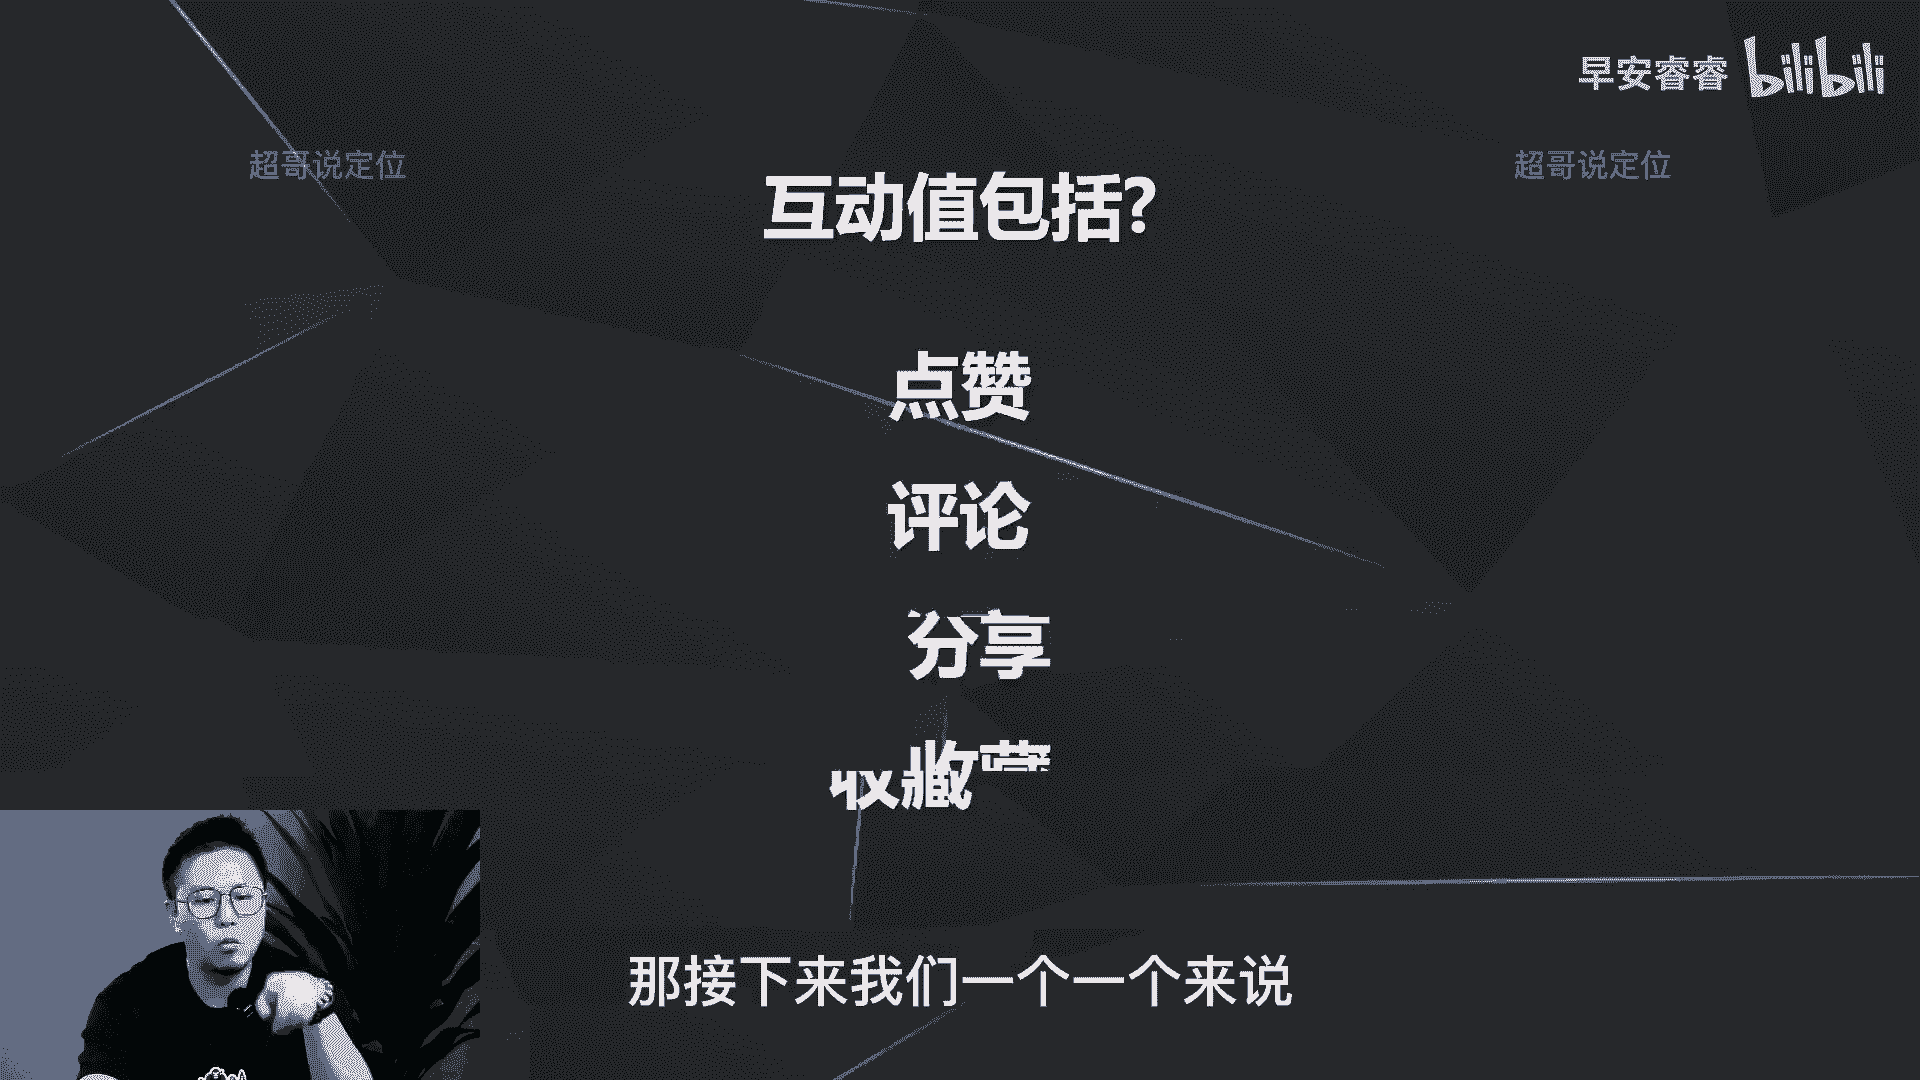 早安睿睿 bilibili
超哥说定位
超哥说定位
互动值包括?
点赞
评论
分享
收藏
那接下来我们一个一个来说